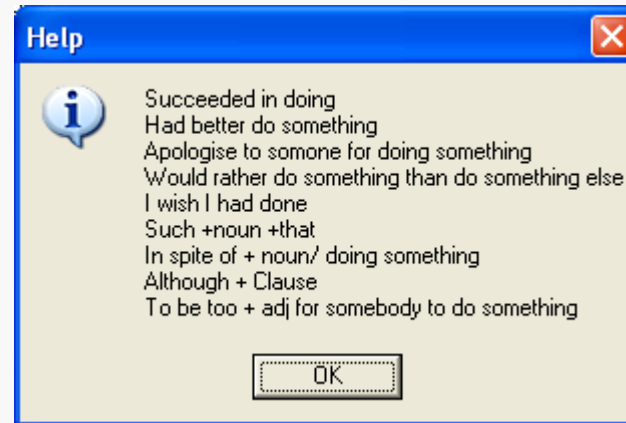 Help
Succeeded in doing
Had better do something
Apologise to somone for doing something
Would rather do something than do something else
I wish I had done
Such +noun +that
In spite of + noun/ doing something
Although + Clause
To be too + adj for somebody to do something
OK